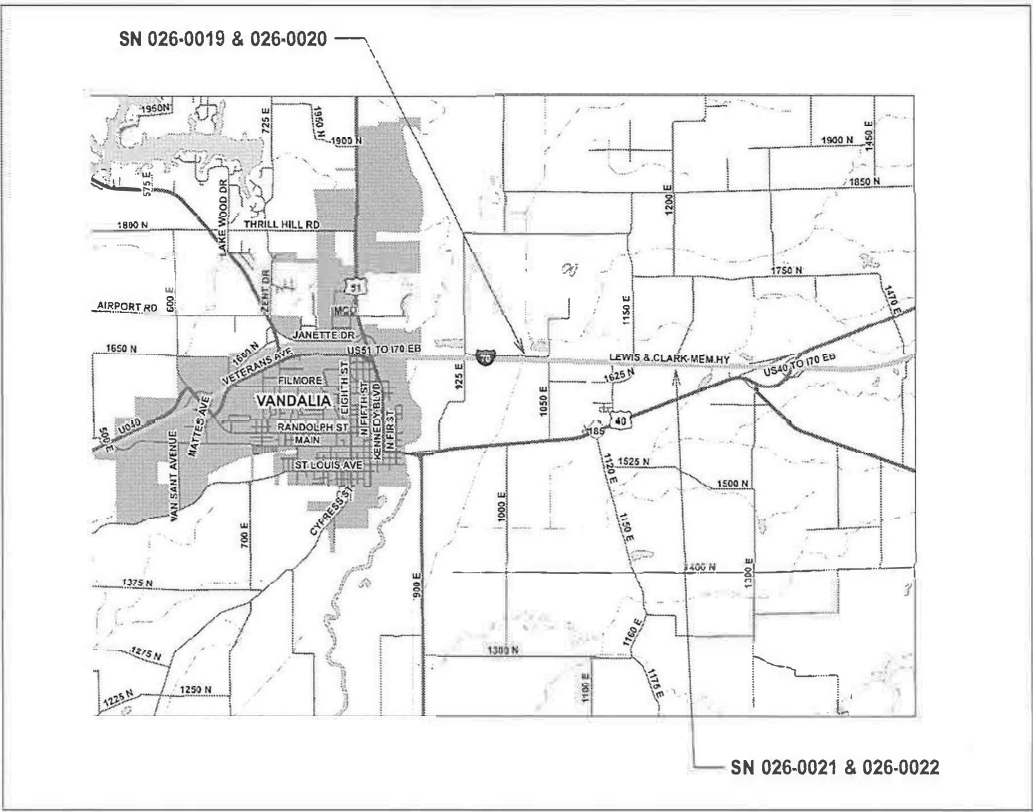 SN 026-0019 & 026-0020
1950N
725 E
1950 N
1900 N
1900 N
1450 E
575 E
LAKE WOOD DR
1850 N
1200 E
1800 N
THRILL HILL RD
600 E
ZENT DR
51
1750 N
1470 E
AIRPORT RD
1150 E
JANETTE DR
1650 N
1650 N
US51 TO I70 EB
70
LEWIS & CLARK MEM HY
US40 TO I70 EB
VETERANS AVE
1625 N
125 E
1050 E
FILMORE
EIGHTH ST
N FIFTH ST
KENNEDY BLVD
N FIR ST
VANDALIA
MATTES AVE
U040
500 E
RANDOLPH ST
MAIN
40
185
VAN SANT AVENUE
ST LOUIS AVE
1120 E
1525 N
1500 N
CYPRESS S
700 E
1000 E
1150 E
1375 N
900 E
1400 N
1300 E
1275 N
1300 N
1160 E
1225 N
1250 N
1100 E
1175 E
SN 026-0021 & 026-0022